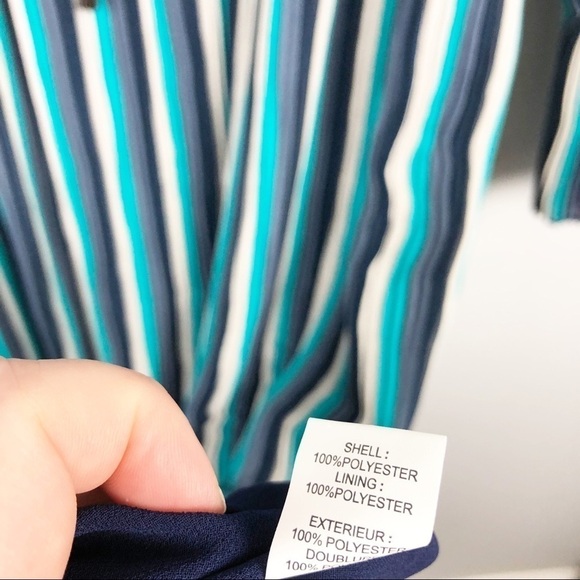 SHELL :
100%POLYESTER
LINING :
100%POLYESTER
EXTERIEUR :
100% POLYESTER